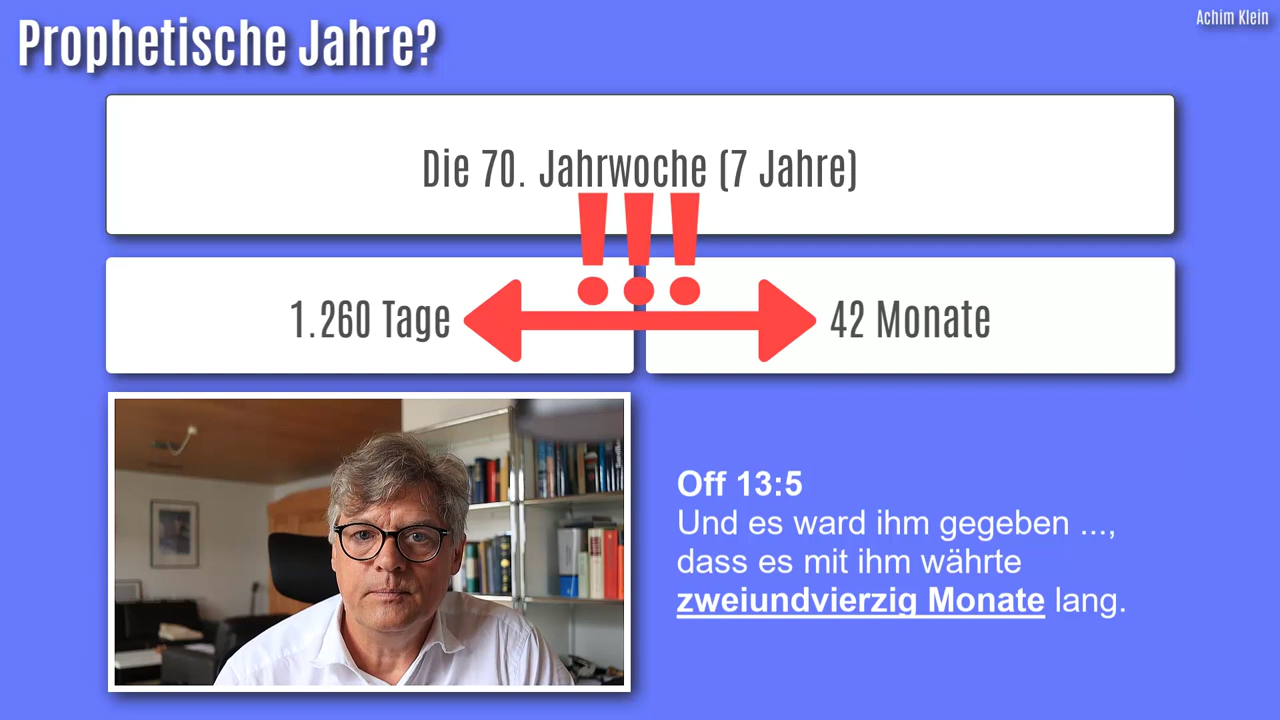 Prophetische Jahre?
Achim Klein
Die 70. Jahrwoche (7 Jahre)
!!!
1.260 Tage
42 Monate
Off 13:5
Und es ward ihm gegeben ...,
dass es mit ihm währte
zweiundvierzig Monate lang.